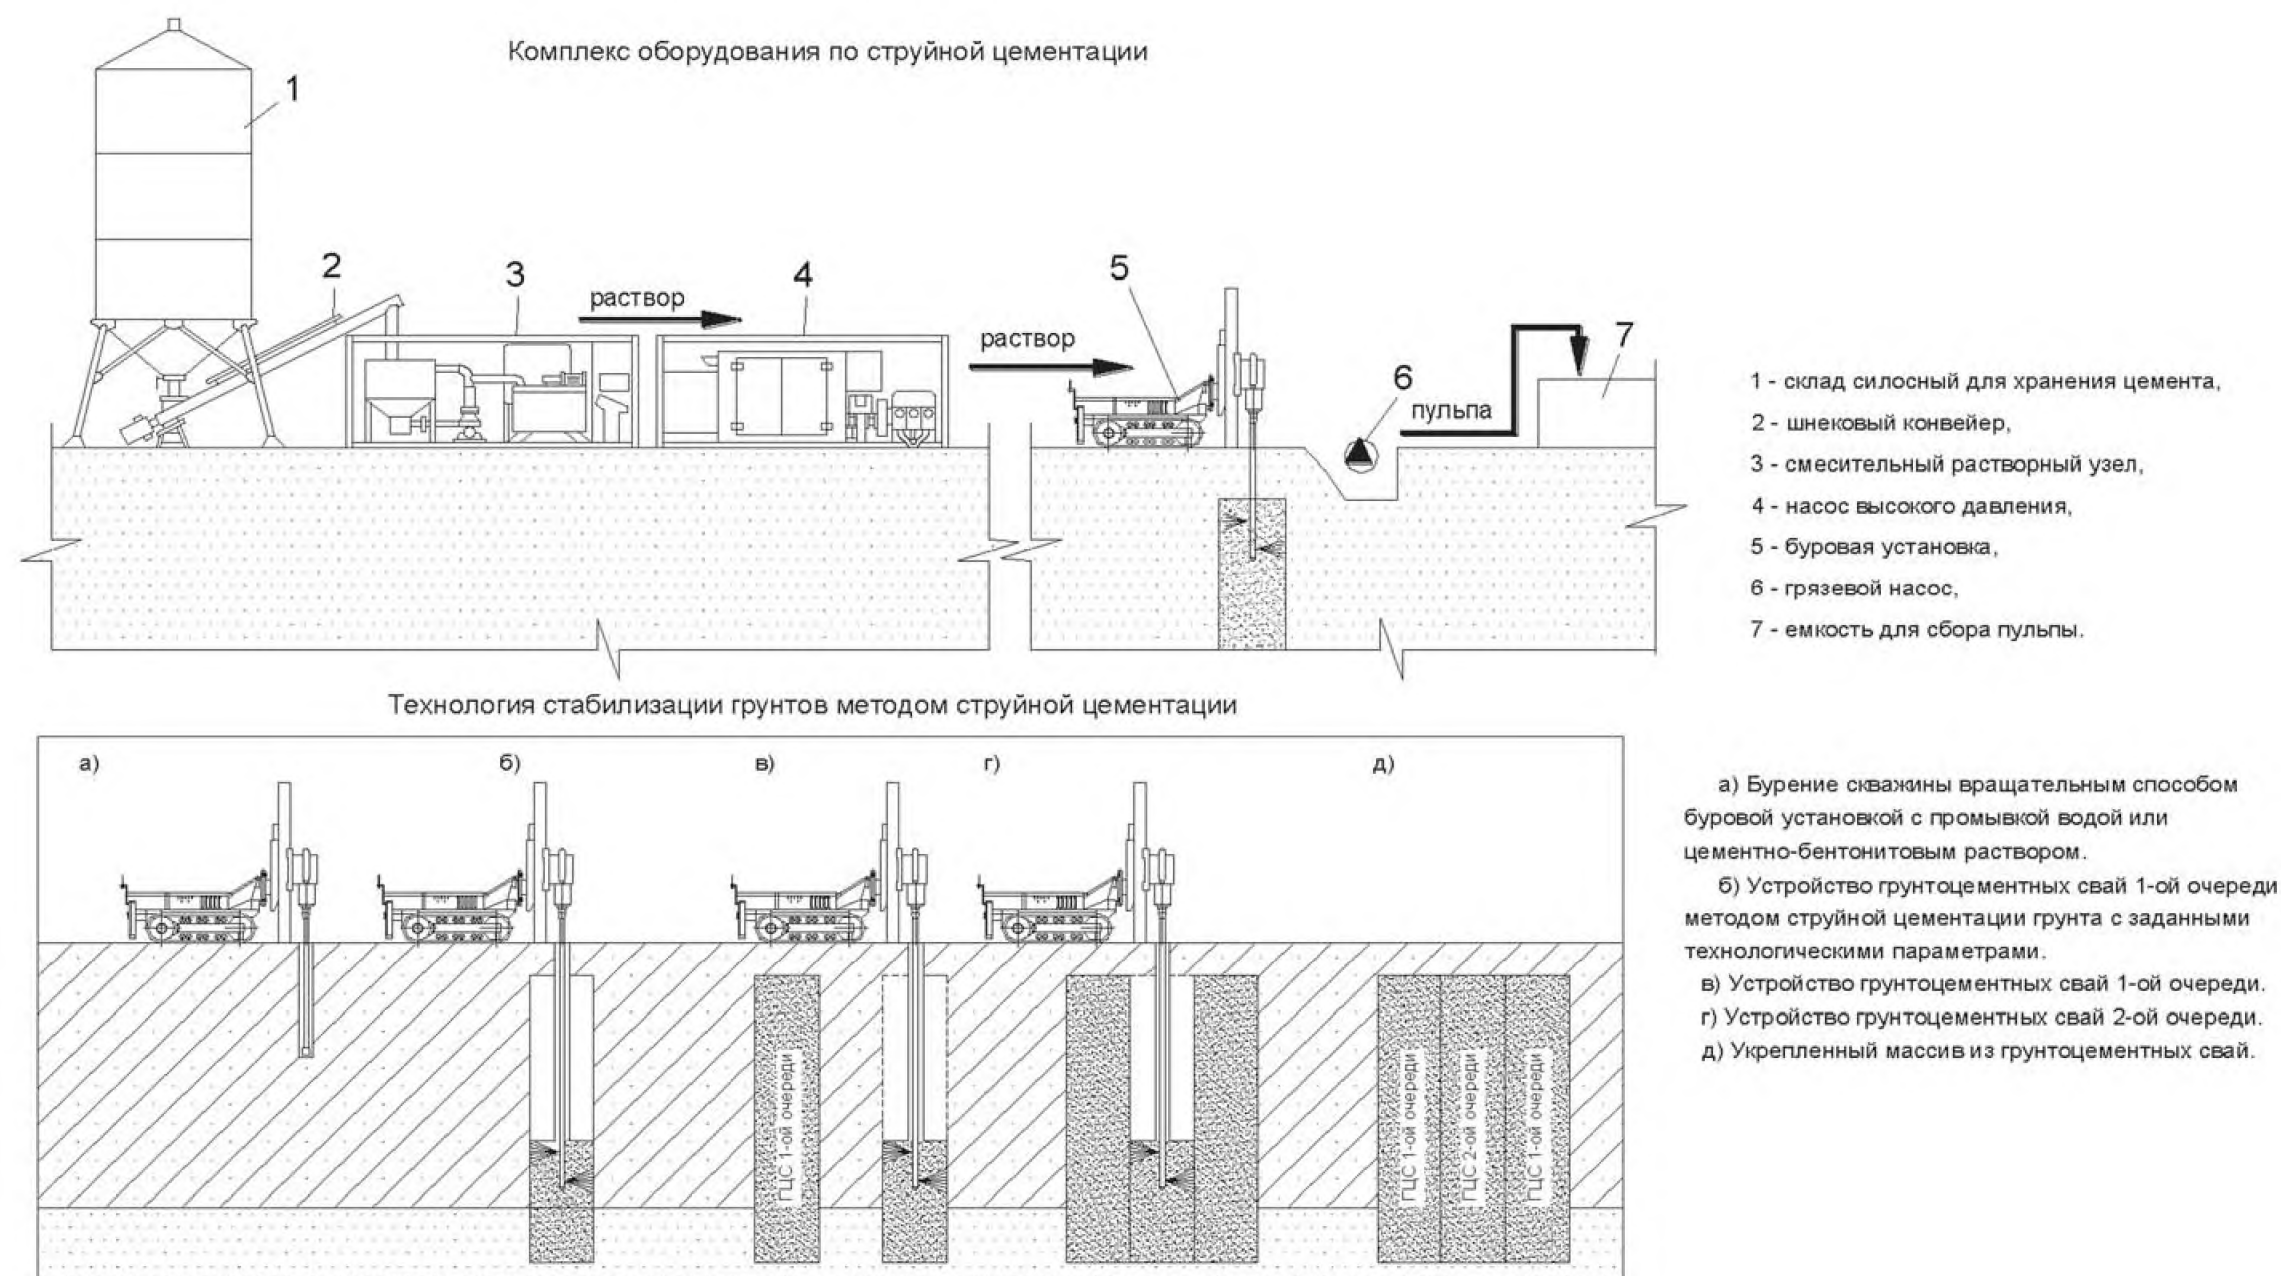 Комплекс оборудования по струйной цементации
1
2
3
раствор
4
раствор
5
6
пульпа
7
1 - склад силосный для хранения цемента,
2 - шнековый конвейер,
3 - смесительный растворный узел,
4 - насос высокого давления,
5 - буровая установка,
6 - грязевой насос,
7 - емкость для сбора пульпы.
Технология стабилизации грунтов методом струйной цементации
а)
б)
в)
г)
д)
ГЦС 1-ой очереди
ГЦС 1-ой очереди
ГЦС 2-ой очереди
ГЦС 1-ой очереди
а) Бурение скважины вращательным способом
буровой установкой с промывкой водой или
цементно-бентонитовым раствором.
б) Устройство грунтоцементных свай 1-ой очереди
методом струйной цементации грунта с заданными
технологическими параметрами.
в) Устройство грунтоцементных свай 1-ой очереди.
г) Устройство грунтоцементных свай 2-ой очереди.
д) Укрепленный массив из грунтоцементных свай.